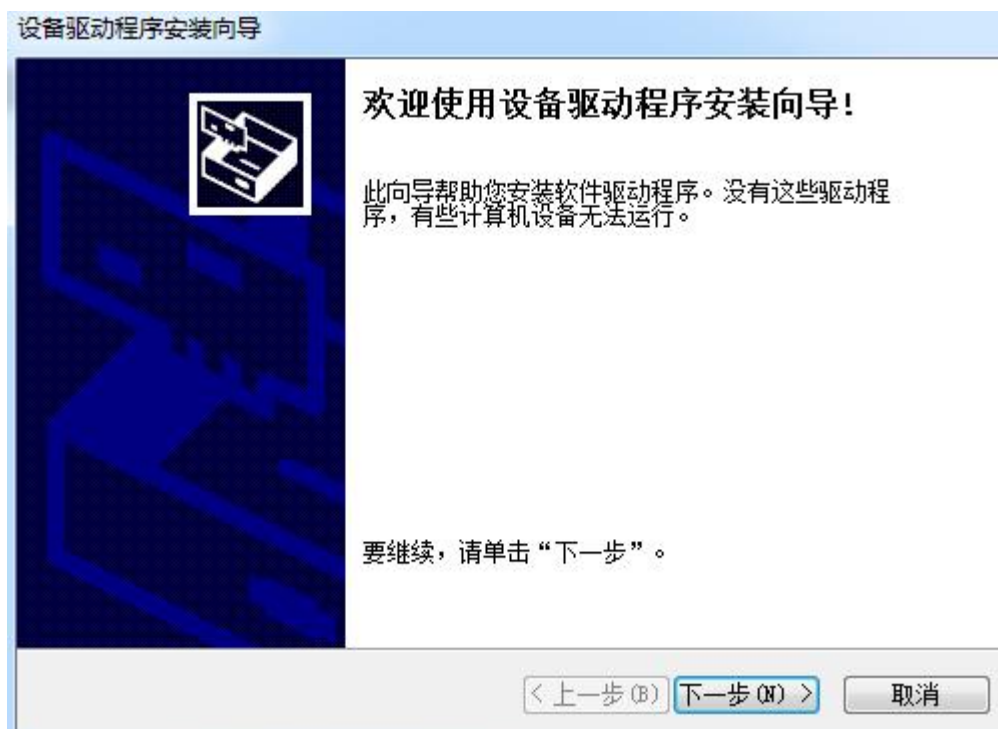 设备驱动程序安装向导
欢迎使用设备驱动程序安装向导!
此向导帮助您安装软件驱动程序。没有这些驱动程
序，有些计算机设备无法运行。
要继续，请单击“下一步”。
< 上一步(B) 下一步(N) > 取消